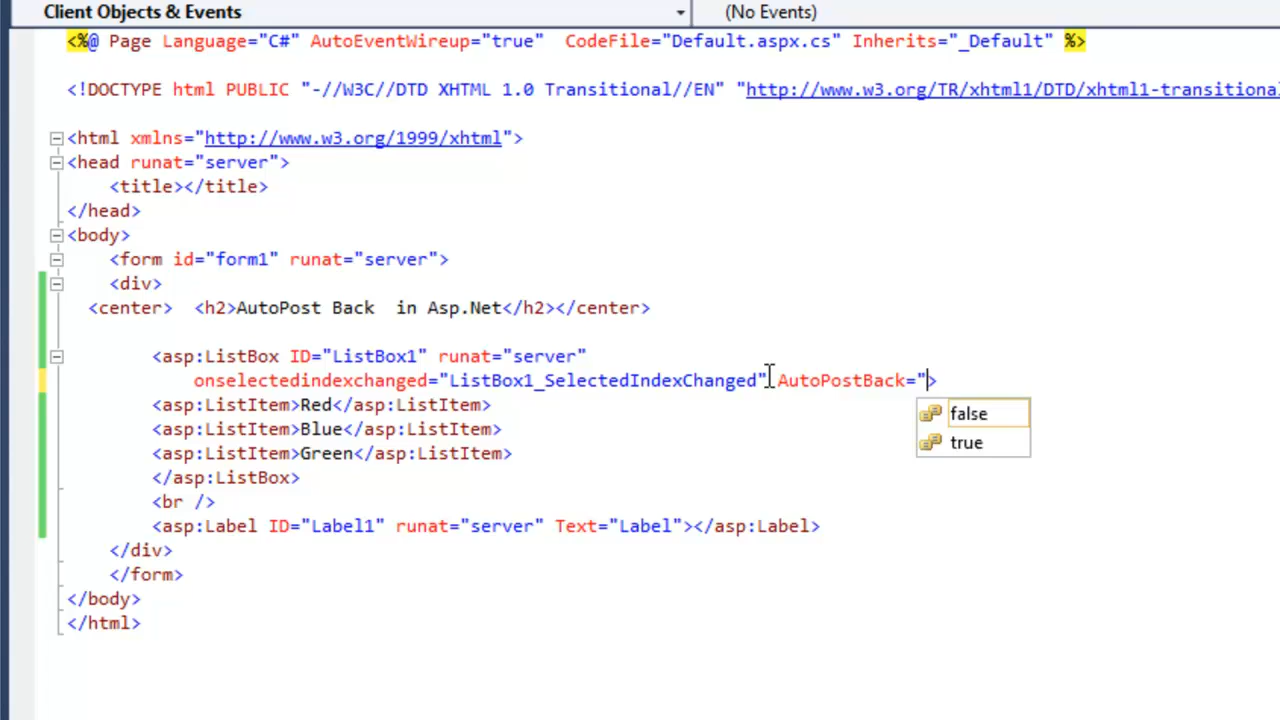 Client Objects & Events (No Events)
<%@ Page Language="C#" AutoEventWireup="true" CodeFile="Default.aspx.cs" Inherits="_Default" %>
<!DOCTYPE html PUBLIC "-//W3C//DTD XHTML 1.0 Transitional//EN" "http://www.w3.org/TR/xhtml1/DTD/xhtml1-transitional
<html xmlns="http://www.w3.org/1999/xhtml">
<head runat="server">
<title></title>
</head>
<body>
<form id="form1" runat="server">
<div>
<center> <h2>AutoPost Back in Asp.Net</h2></center>
<asp:ListBox ID="ListBox1" runat="server"
onselectedindexchanged="ListBox1_SelectedIndexChanged" AutoPostBack=">
<asp:ListItem>Red</asp:ListItem>
<asp:ListItem>Blue</asp:ListItem>
<asp:ListItem>Green</asp:ListItem>
</asp:ListBox>
<br />
<asp:Label ID="Label1" runat="server" Text="Label"></asp:Label>
</div>
</form>
</body>
</html>
false
true